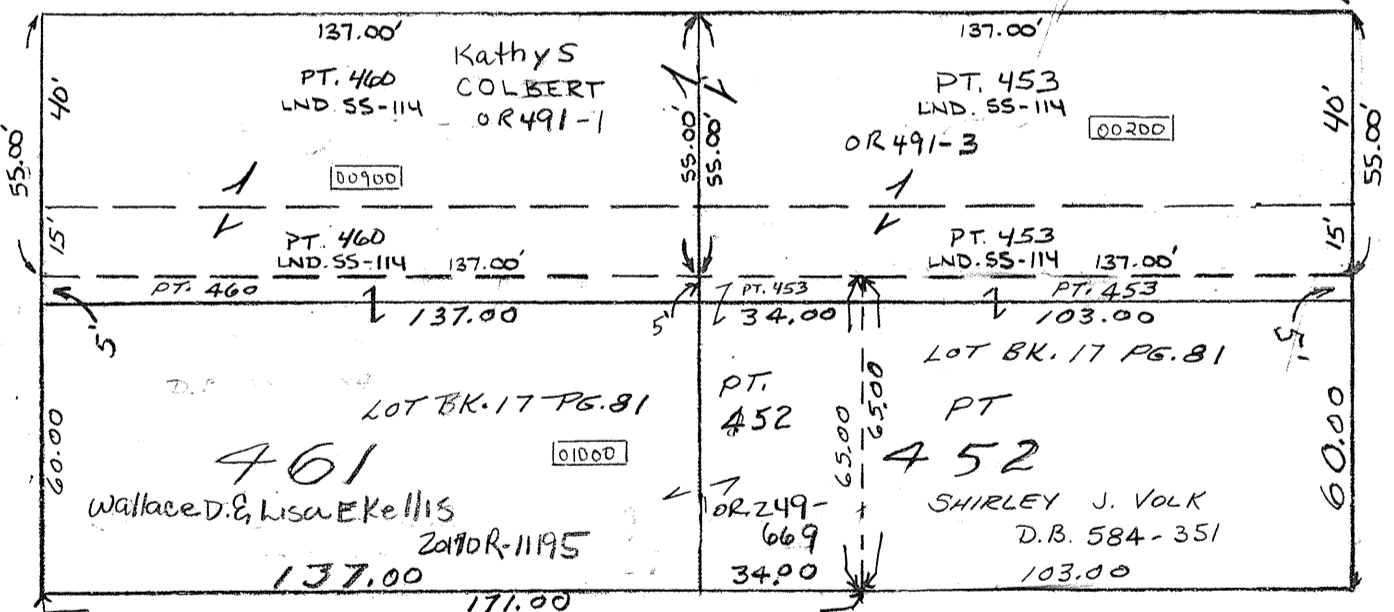 137.00'
PT. 460
LND. SS-114
Kathy S
COLBERT
OR 491-1
00900
40'
55.00'
15'
55.00'
55.00'
137.00'
PT. 453
LND. SS-114
OR 491-3
00200
40'
55.00'
15'
PT. 460
LND. SS-114
137.00'
PT. 453
LND. SS-114
137.00'
PT. 460
PT. 453
PT. 453
5'
137.00
5'
34.00
103.00
5'
LOT BK. 17 PG. 81
461
01000
Wallace D. & Lisa E Kellis
60.00
137.00
171.00
PT.
452
OR 249-
669
34.00
65.00
65.00
LOT BK. 17 PG. 81
PT
452
SHIRLEY J. VOLK
D.B. 584-351
103.00
60.00